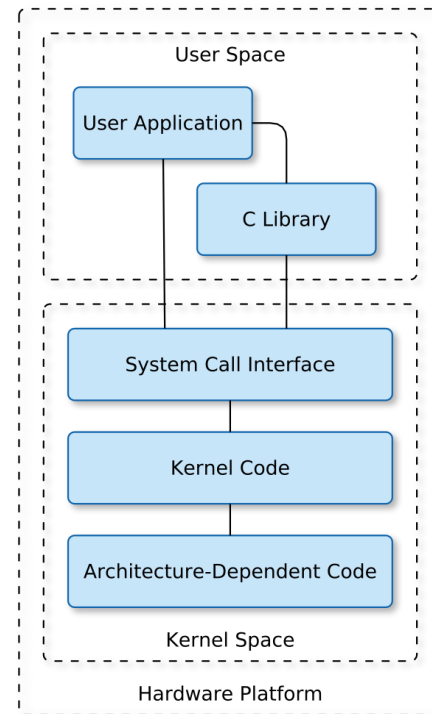 User Space
User Application
C Library
System Call Interface
Kernel Code
Architecture-Dependent Code
Kernel Space
Hardware Platform